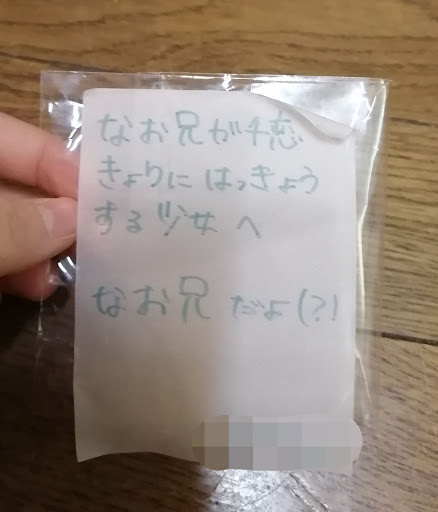 なお兄が千恋
きょりにはっきょう
する少女へ
なお兄だよ(?)